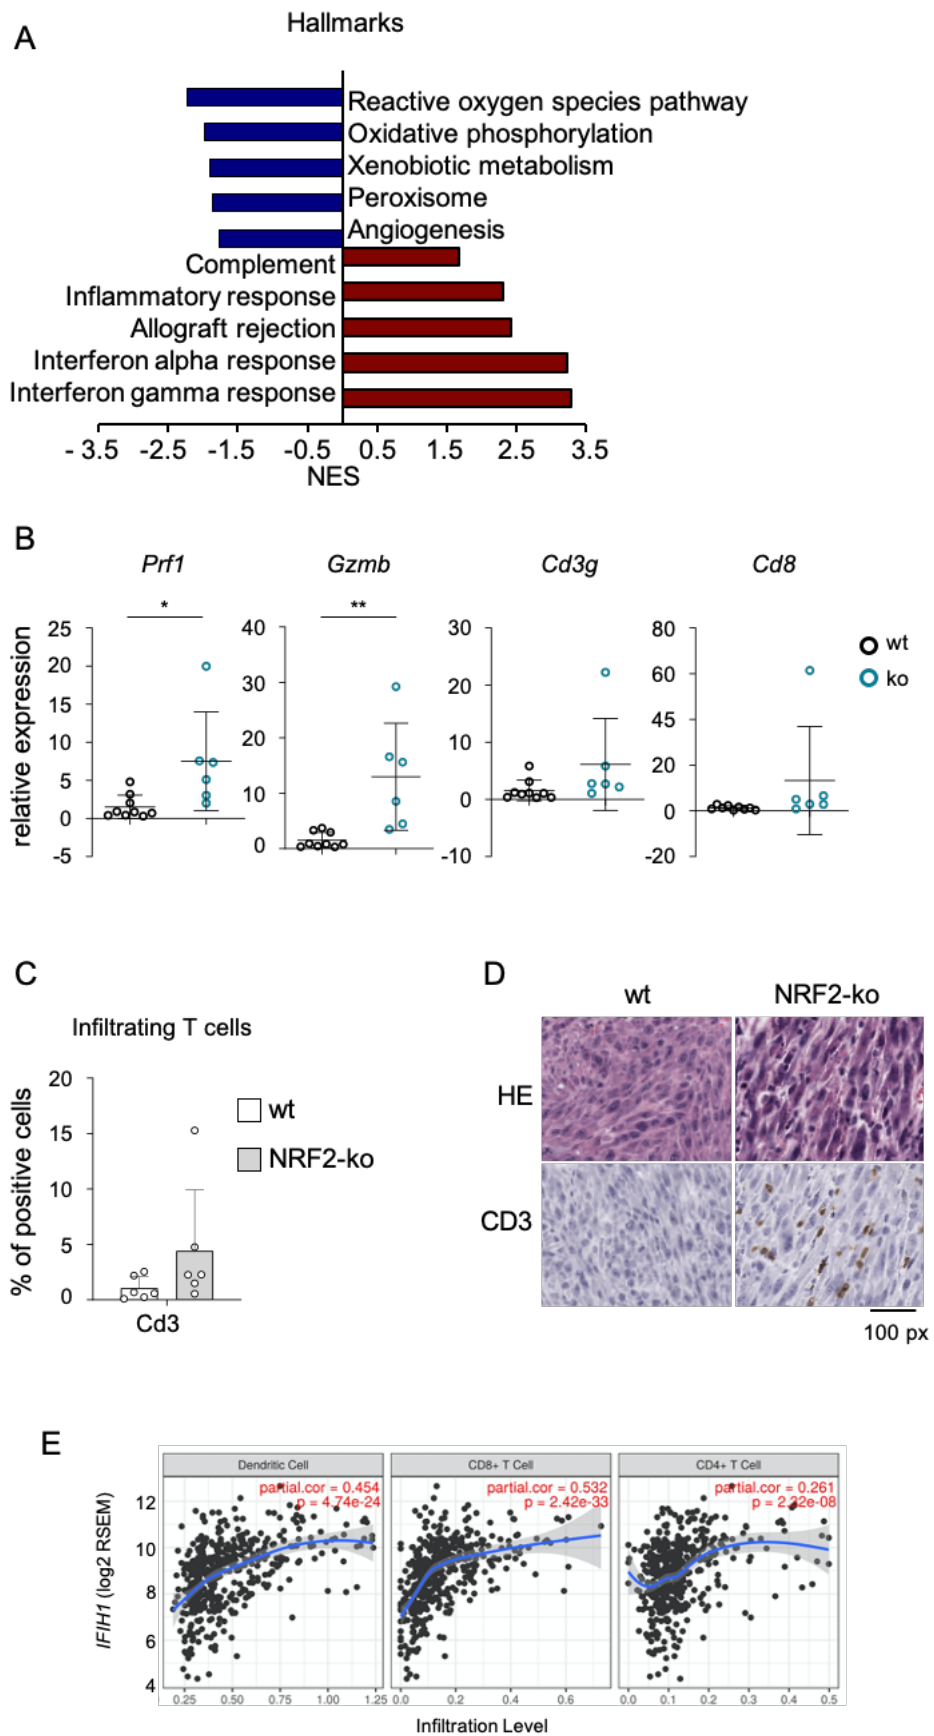 A
Hallmarks
Reactive oxygen species pathway
Oxidative phosphorylation
Xenobiotic metabolism
Peroxisome
Angiogenesis
Complement
Inflammatory response
Allograft rejection
Interferon alpha response
Interferon gamma response
- 3.5 -2.5 -1.5 -0.5 0.5 1.5 2.5 3.5
NES
B
Prf1 Gzmb Cd3g Cd8
* **
relative expression
25 20 15 10 5 0 -5
40 30 20 10 0
30 20 10 0 -10
80 60 45 20 0 -20
wt
ko
C
Infiltrating T cells
% of positive cells
20
15
10
5
0
wt
NRF2-ko
Cd3
D
wt NRF2-ko
HE
CD3
100 px
E
Dendritic Cell CD8+ T Cell CD4+ T Cell
partial.cor = 0.454
p = 4.74e-24
partial.cor = 0.532
p = 2.42e-33
partial.cor = 0.261
p = 2.32e-08
IFIH1 (log2 RSEM)
12
10
8
6
4
0.25 0.50 0.75 1.00 1.25
0.0 0.2 0.4 0.6
0.0 0.1 0.2 0.3 0.4 0.5
Infiltration Level